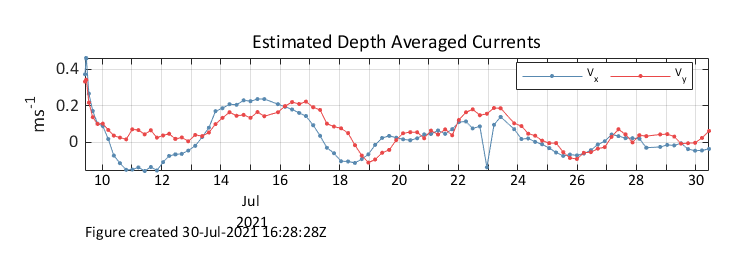 Estimated Depth Averaged Currents
Vx Vy
0.4
0.2
0
ms-1
10 12 14 16 18 20 22 24 26 28 30
Jul
2021
Figure created 30-Jul-2021 16:28:28Z